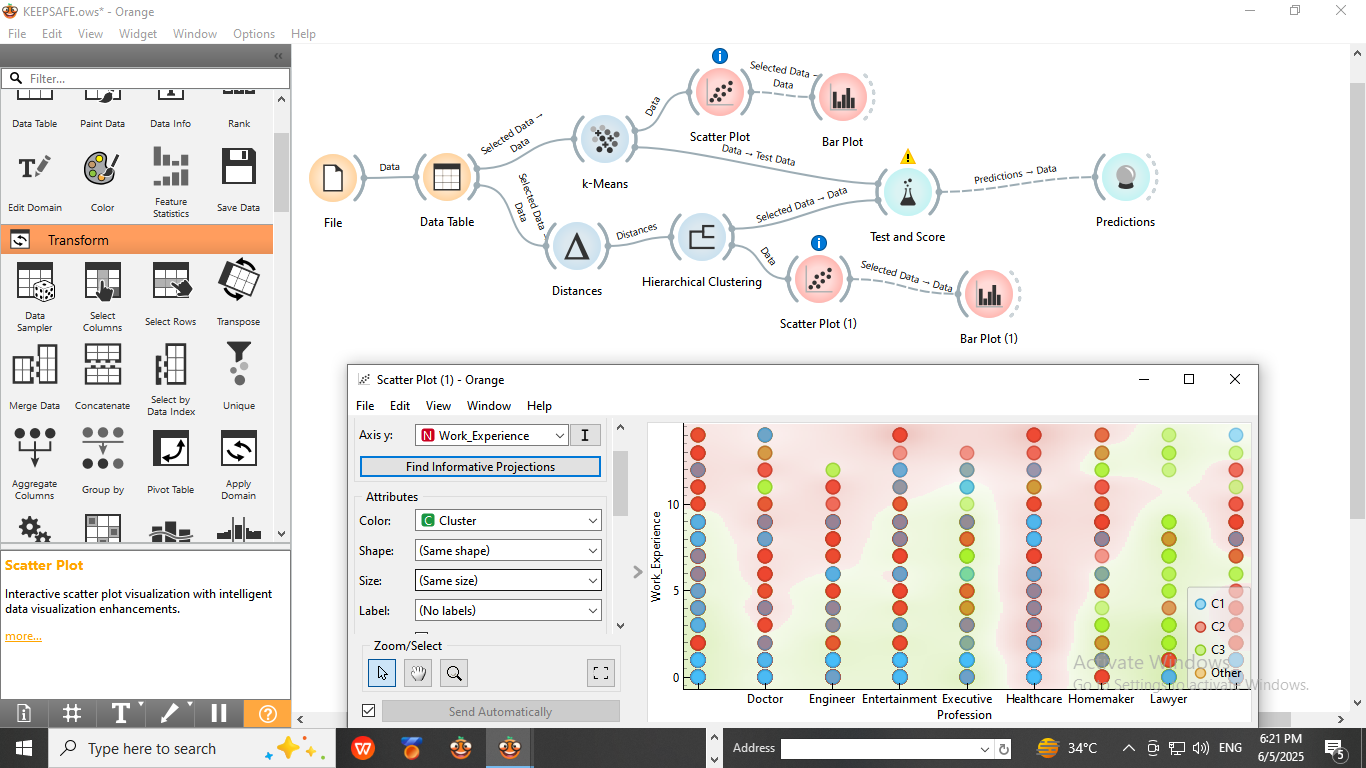 KEEPSAFE.ows* - Orange
File Edit View Widget Window Options Help
Filter...
Data Table Paint Data Data Info Rank
Edit Domain Color Feature Statistics Save Data
Transform
Data Sampler Select Columns Select Rows Transpose
Merge Data Concatenate Select by Data Index Unique
Aggregate Columns Group by Pivot Table Apply Domain
Scatter Plot
Interactive scatter plot visualization with intelligent
data visualization enhancements.
more...
File
Data
Data Table
Selected Data → Data
k-Means
Data
Scatter Plot
Selected Data → Data
Bar Plot
Data → Test Data
Selected Data → Data
Distances
Distances
Hierarchical Clustering
Selected Data → Data
Test and Score
Predictions → Data
Predictions
Data
Scatter Plot (1)
Selected Data → Data
Bar Plot (1)
Scatter Plot (1) - Orange
File Edit View Window Help
Axis y: N Work_Experience
Find Informative Projections
Attributes
Color: C Cluster
Shape: (Same shape)
Size: (Same size)
Label: (No labels)
Zoom/Select
Send Automatically
Work_Experience
10
5
0
Doctor Engineer Entertainment Executive Healthcare Homemaker Lawyer
Profession
C1
C2
C3
Other
Activate Windows
Go to Settings to activate Windows.
Type here to search
Address
34°C
ENG
6:21 PM
6/5/2025
5